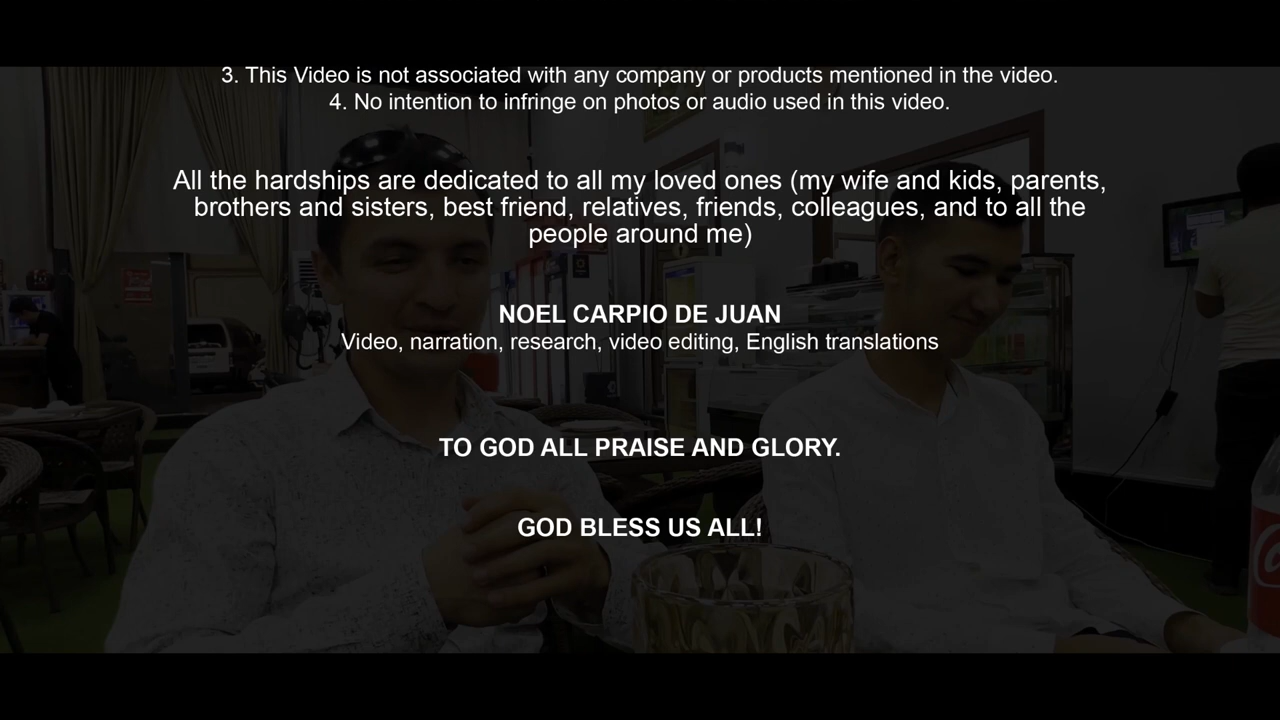 3. This Video is not associated with any company or products mentioned in the video.
4. No intention to infringe on photos or audio used in this video.
All the hardships are dedicated to all my loved ones (my wife and kids, parents,
brothers and sisters, best friend, relatives, friends, colleagues, and to all the
people around me)
NOEL CARPIO DE JUAN
Video, narration, research, video editing, English translations
TO GOD ALL PRAISE AND GLORY.
GOD BLESS US ALL!